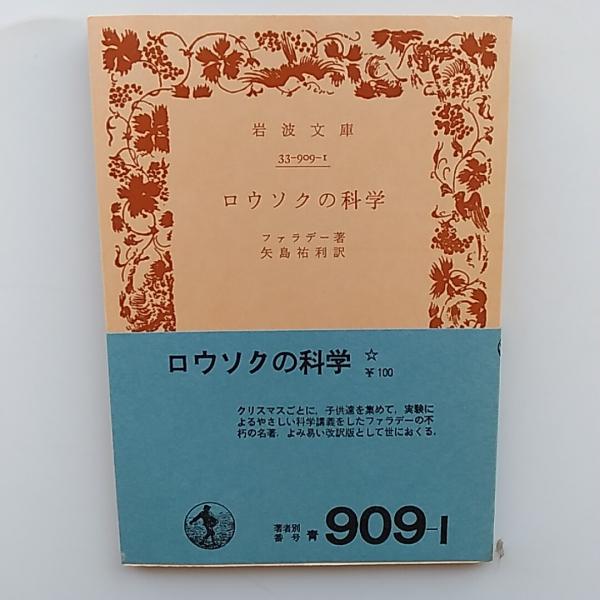 岩波文庫
33-909-1
ロウソクの科学
ファラデー著
矢島祐利訳
ロウソクの科学 ☆
¥100
クリスマスごとに，子供達を集めて，実験に
よるやさしい科学講義をしたファラデーの不
朽の名著．よみ易い改訳版として世におくる．
著者別
番号 青 909-1